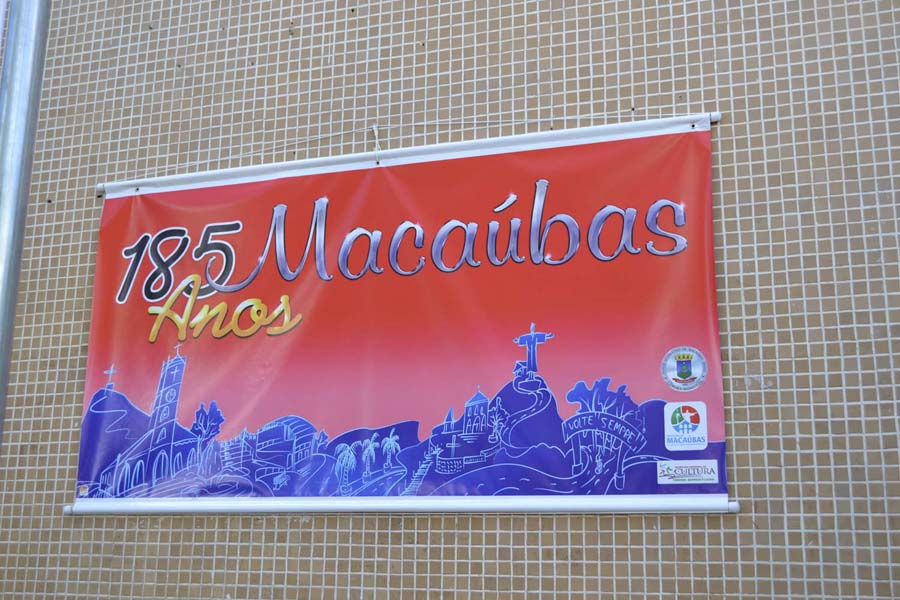 185 Macaúbas
Anos
VOLTE SEMPRE!
MACAÚBAS
CULTURA